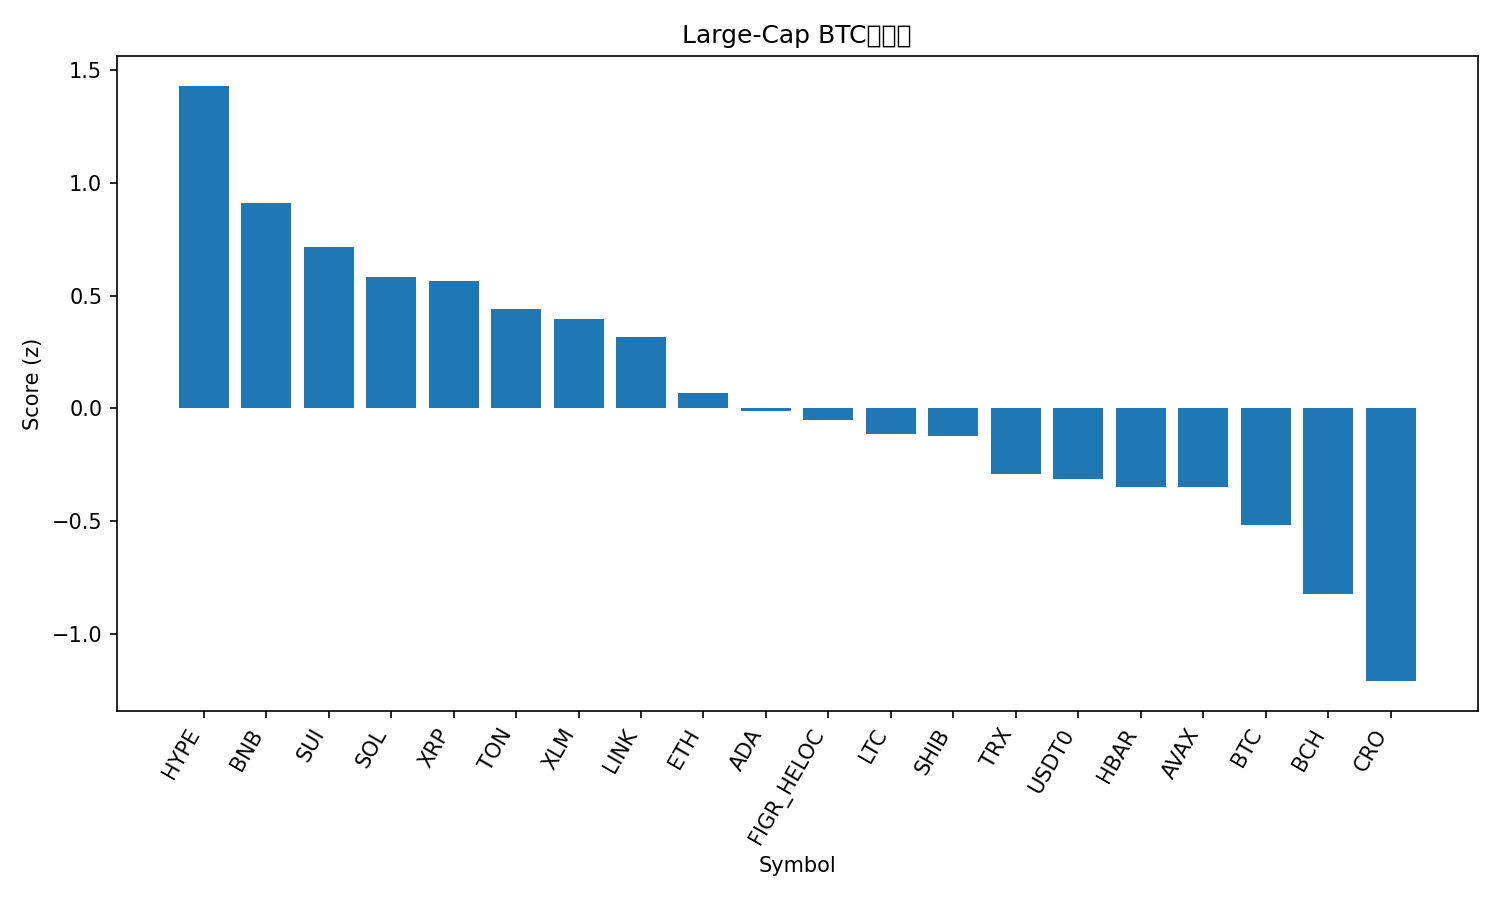 Large-Cap BTC
1.5
1.0
0.5
0.0
−0.5
−1.0
Score (z)
HYPE
BNB
SUI
SOL
XRP
TON
XLM
LINK
ETH
ADA
FIGR_HELOC
LTC
SHIB
TRX
USDT0
HBAR
AVAX
BTC
BCH
CRO
Symbol